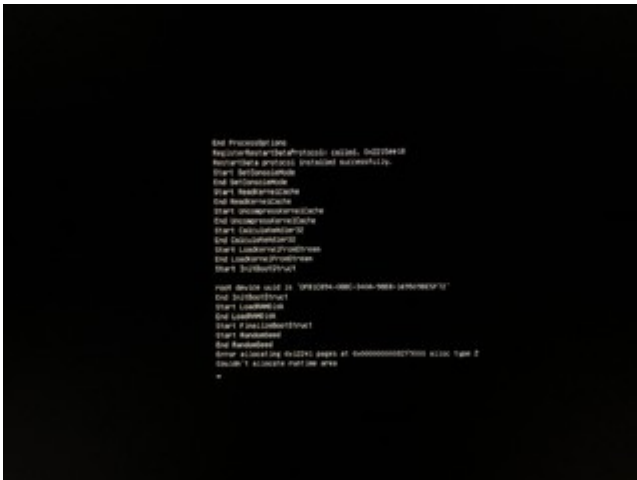 End ProcessOptions
RegisterRestartDataProtocol: called.
RestartData protocol installed successfully.
Start SetConsoleMode
End SetConsoleMode
Start ReadKernelCache
End ReadKernelCache
Start UncompressKernelCache
End UncompressKernelCache
Start CalculateAdler32
End CalculateAdler32
Start LoadKernelFromStream
End LoadKernelFromStream
Start InitBootStruct
root device uuid is
End InitBootStruct
Start LoadRAMDisk
End LoadRAMDisk
Start FinalizeBootStruct
Start RandomSeed
End RandomSeed
Error allocating 0x12241 pages at alloc type 2
Couldn't allocate runtime area